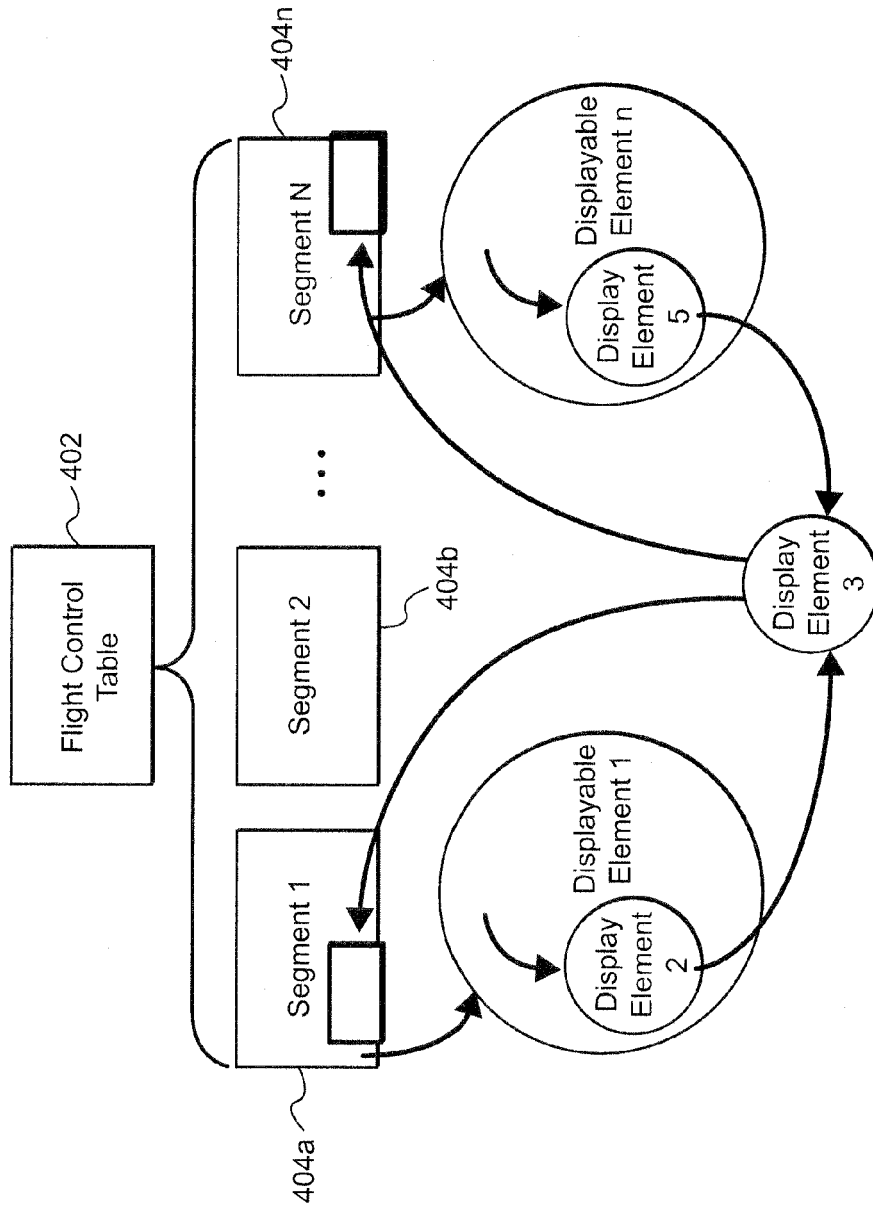 Flight Control
Table
402
Segment 1
404a
Segment 2
404b
...
Segment N
404n
Displayable
Element 1
Display
Element
2
Displayable
Element n
Display
Element
5
Display
Element
3